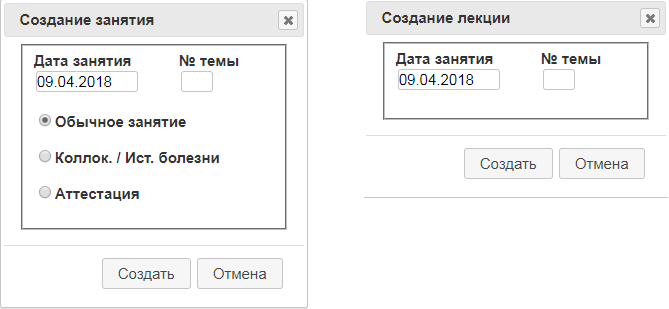 Создание занятия
Дата занятия № темы
09.04.2018
Обычное занятие
Коллок. / Ист. болезни
Аттестация
Создать Отмена
Создание лекции
Дата занятия № темы
09.04.2018
Создать Отмена